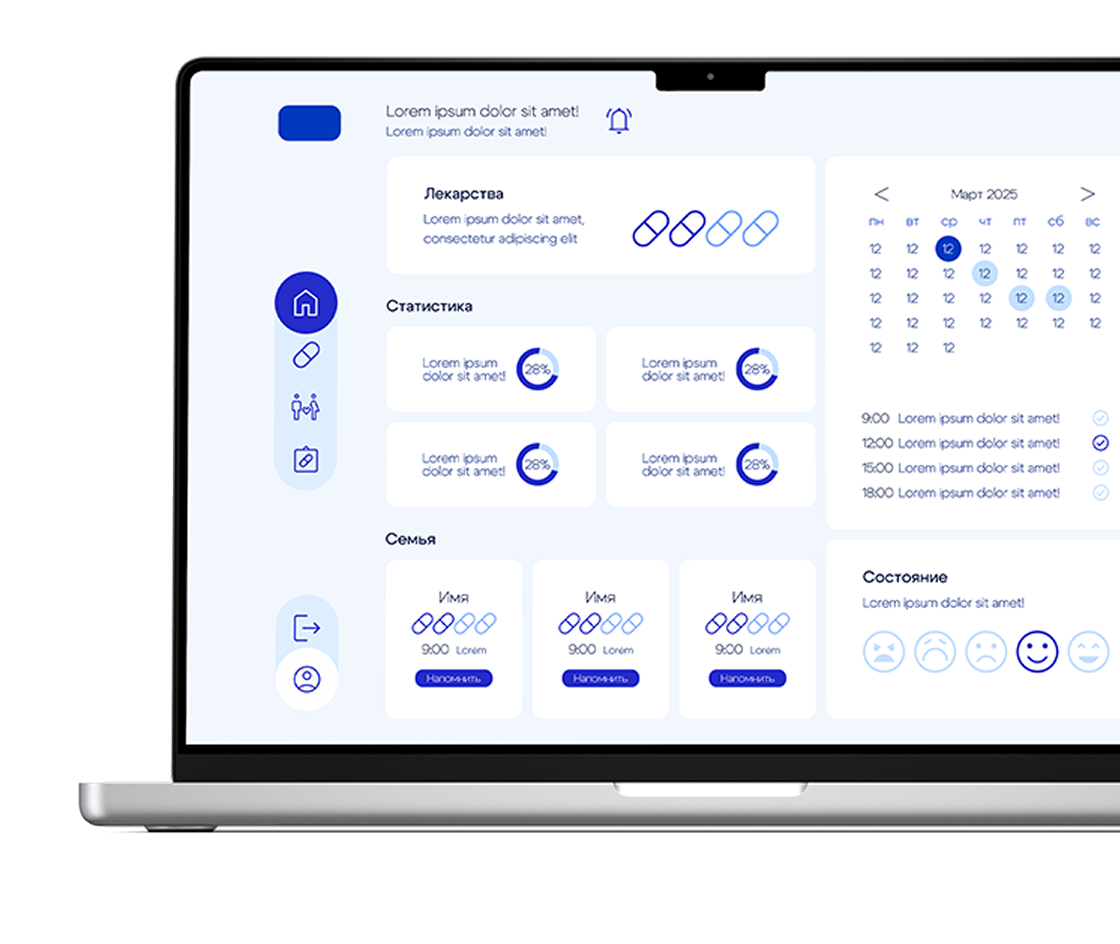 Lorem ipsum dolor sit amet!
Lorem ipsum dolor sit amet!
Лекарства
Lorem ipsum dolor sit amet,
consectetur adipiscing elit
Статистика
Lorem ipsum
dolor sit amet!
28%
Lorem ipsum
dolor sit amet!
28%
Lorem ipsum
dolor sit amet!
28%
Lorem ipsum
dolor sit amet!
28%
Семья
Имя
9:00 Lorem
Напомнить
Имя
9:00 Lorem
Напомнить
Имя
9:00 Lorem
Напомнить
< Март 2025 >
пн вт ср чт пт сб вс
12 12 12 12 12 12 12
12 12 12 12 12 12 12
12 12 12 12 12 12 12
12 12 12 12 12 12 12
12 12 12
9:00 Lorem ipsum dolor sit amet!
12:00 Lorem ipsum dolor sit amet!
15:00 Lorem ipsum dolor sit amet!
18:00 Lorem ipsum dolor sit amet!
Состояние
Lorem ipsum dolor sit amet!